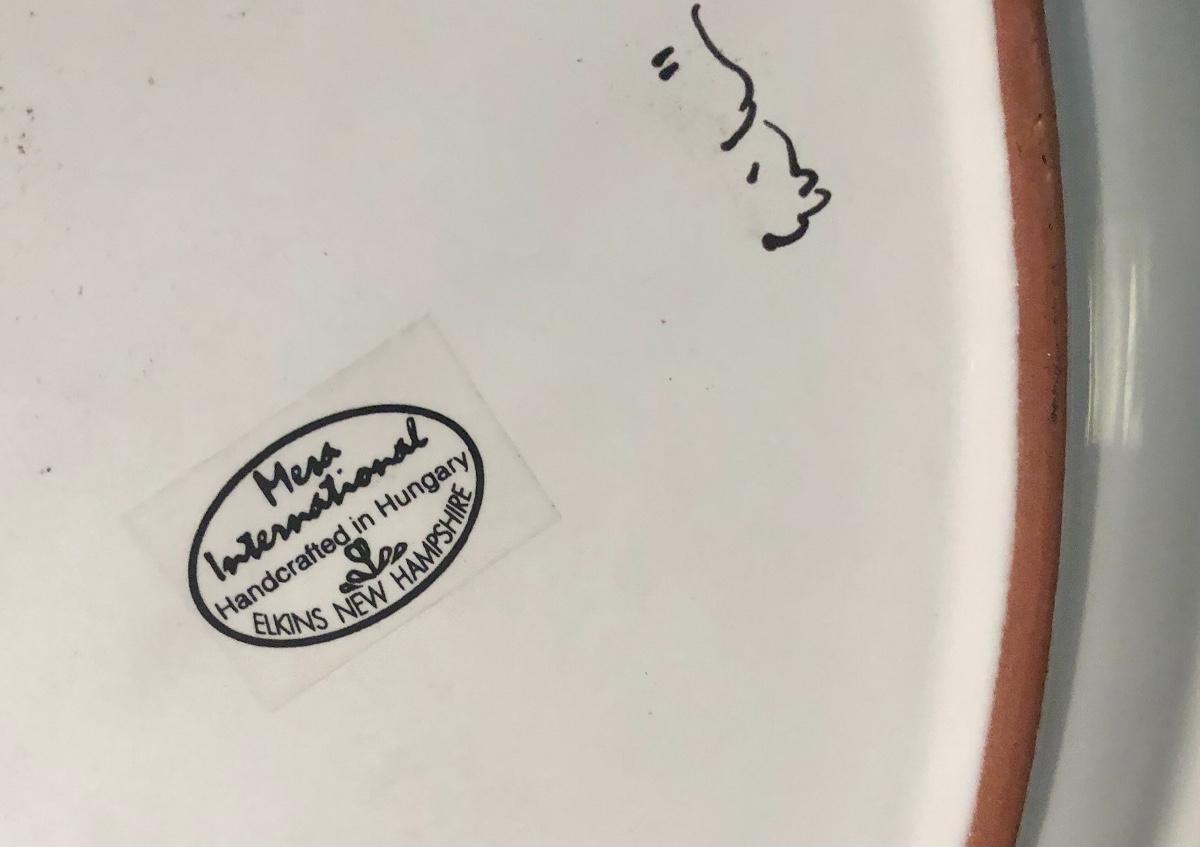 Mesa
International
Handcrafted in Hungary
ELKINS NEW HAMPSHIRE